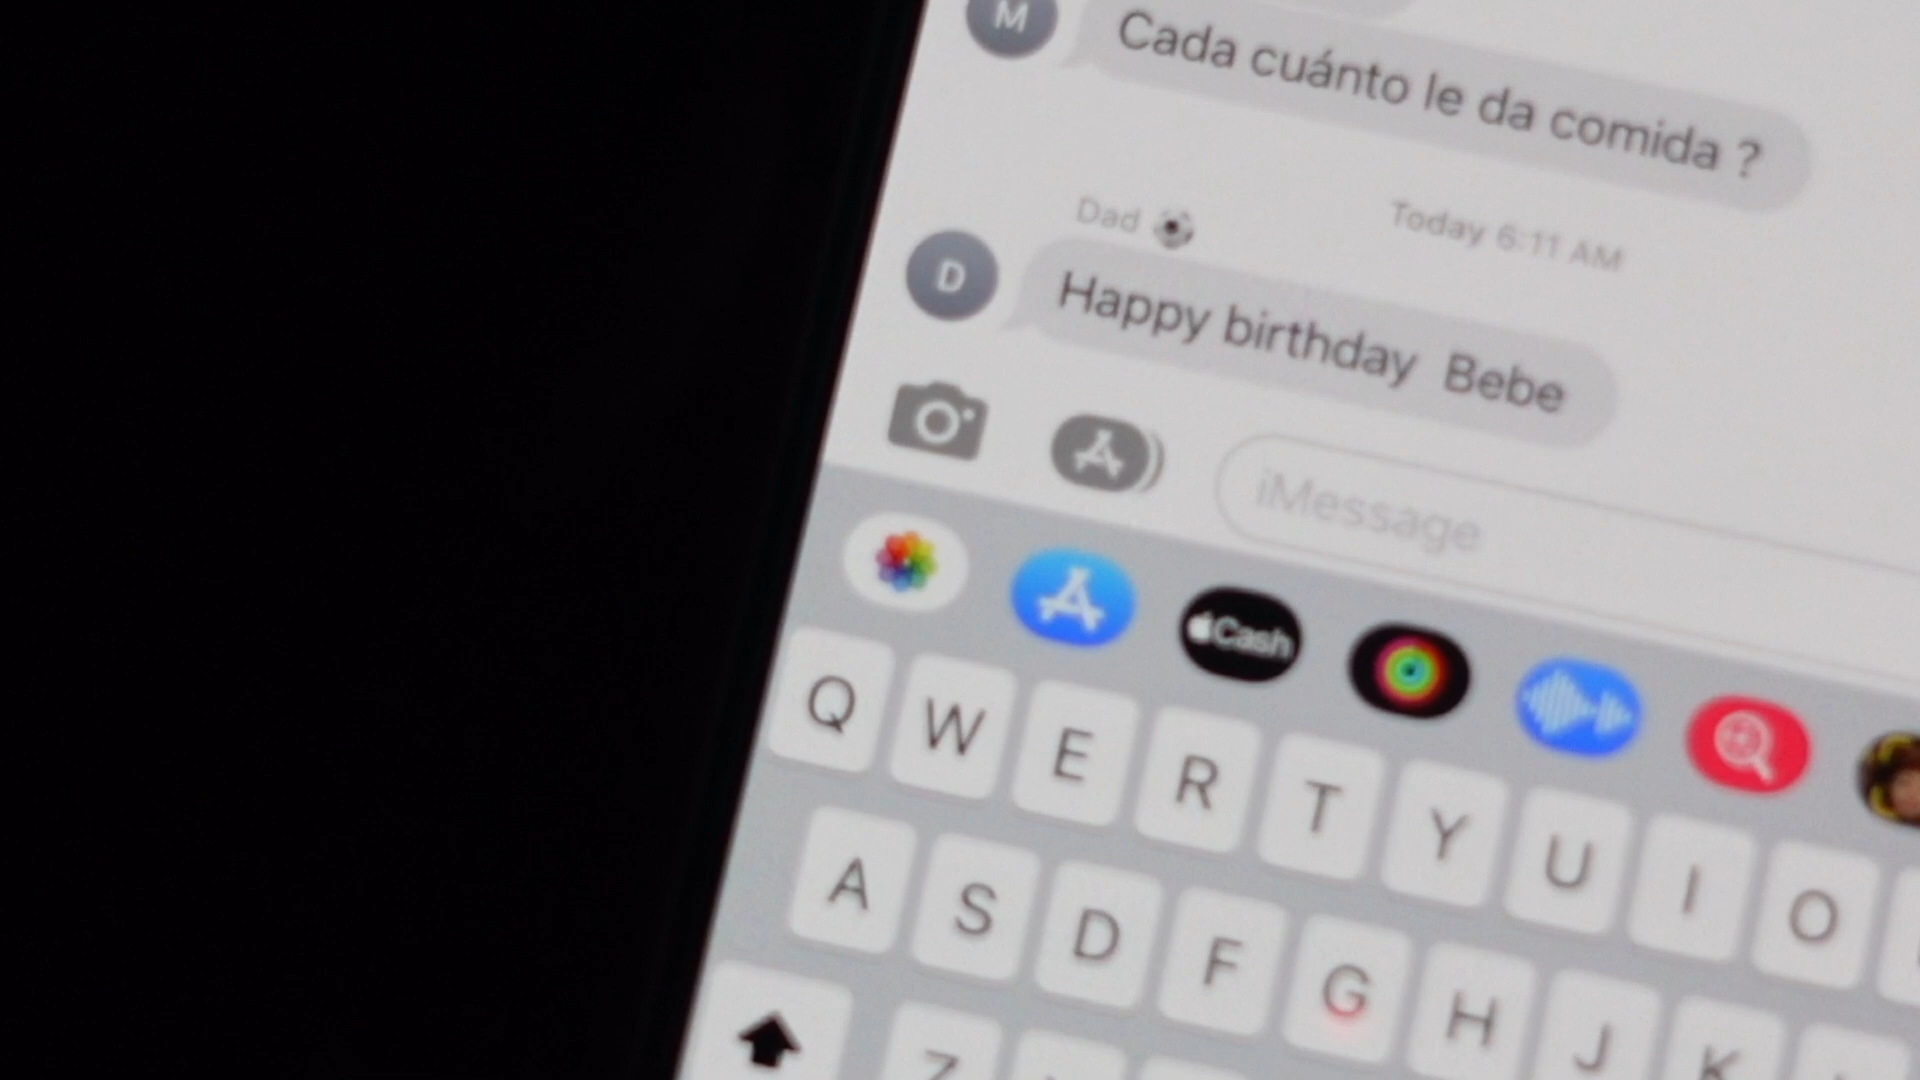 M
Cada cuánto le da comida ?
Today 6:11 AM
Dad
D
Happy birthday Bebe
iMessage
Cash
Q W E R T Y U I O
A S D F G H J K
Z